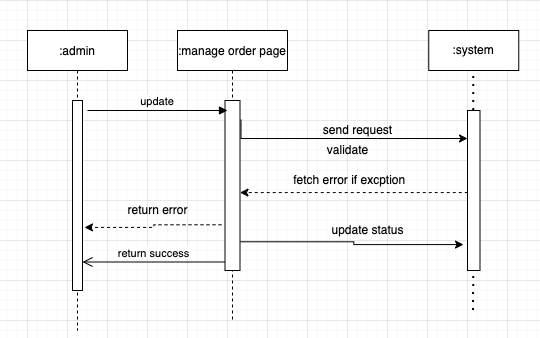 :admin
:manage order page
:system
update
send request
validate
fetch error if excption
return error
update status
return success